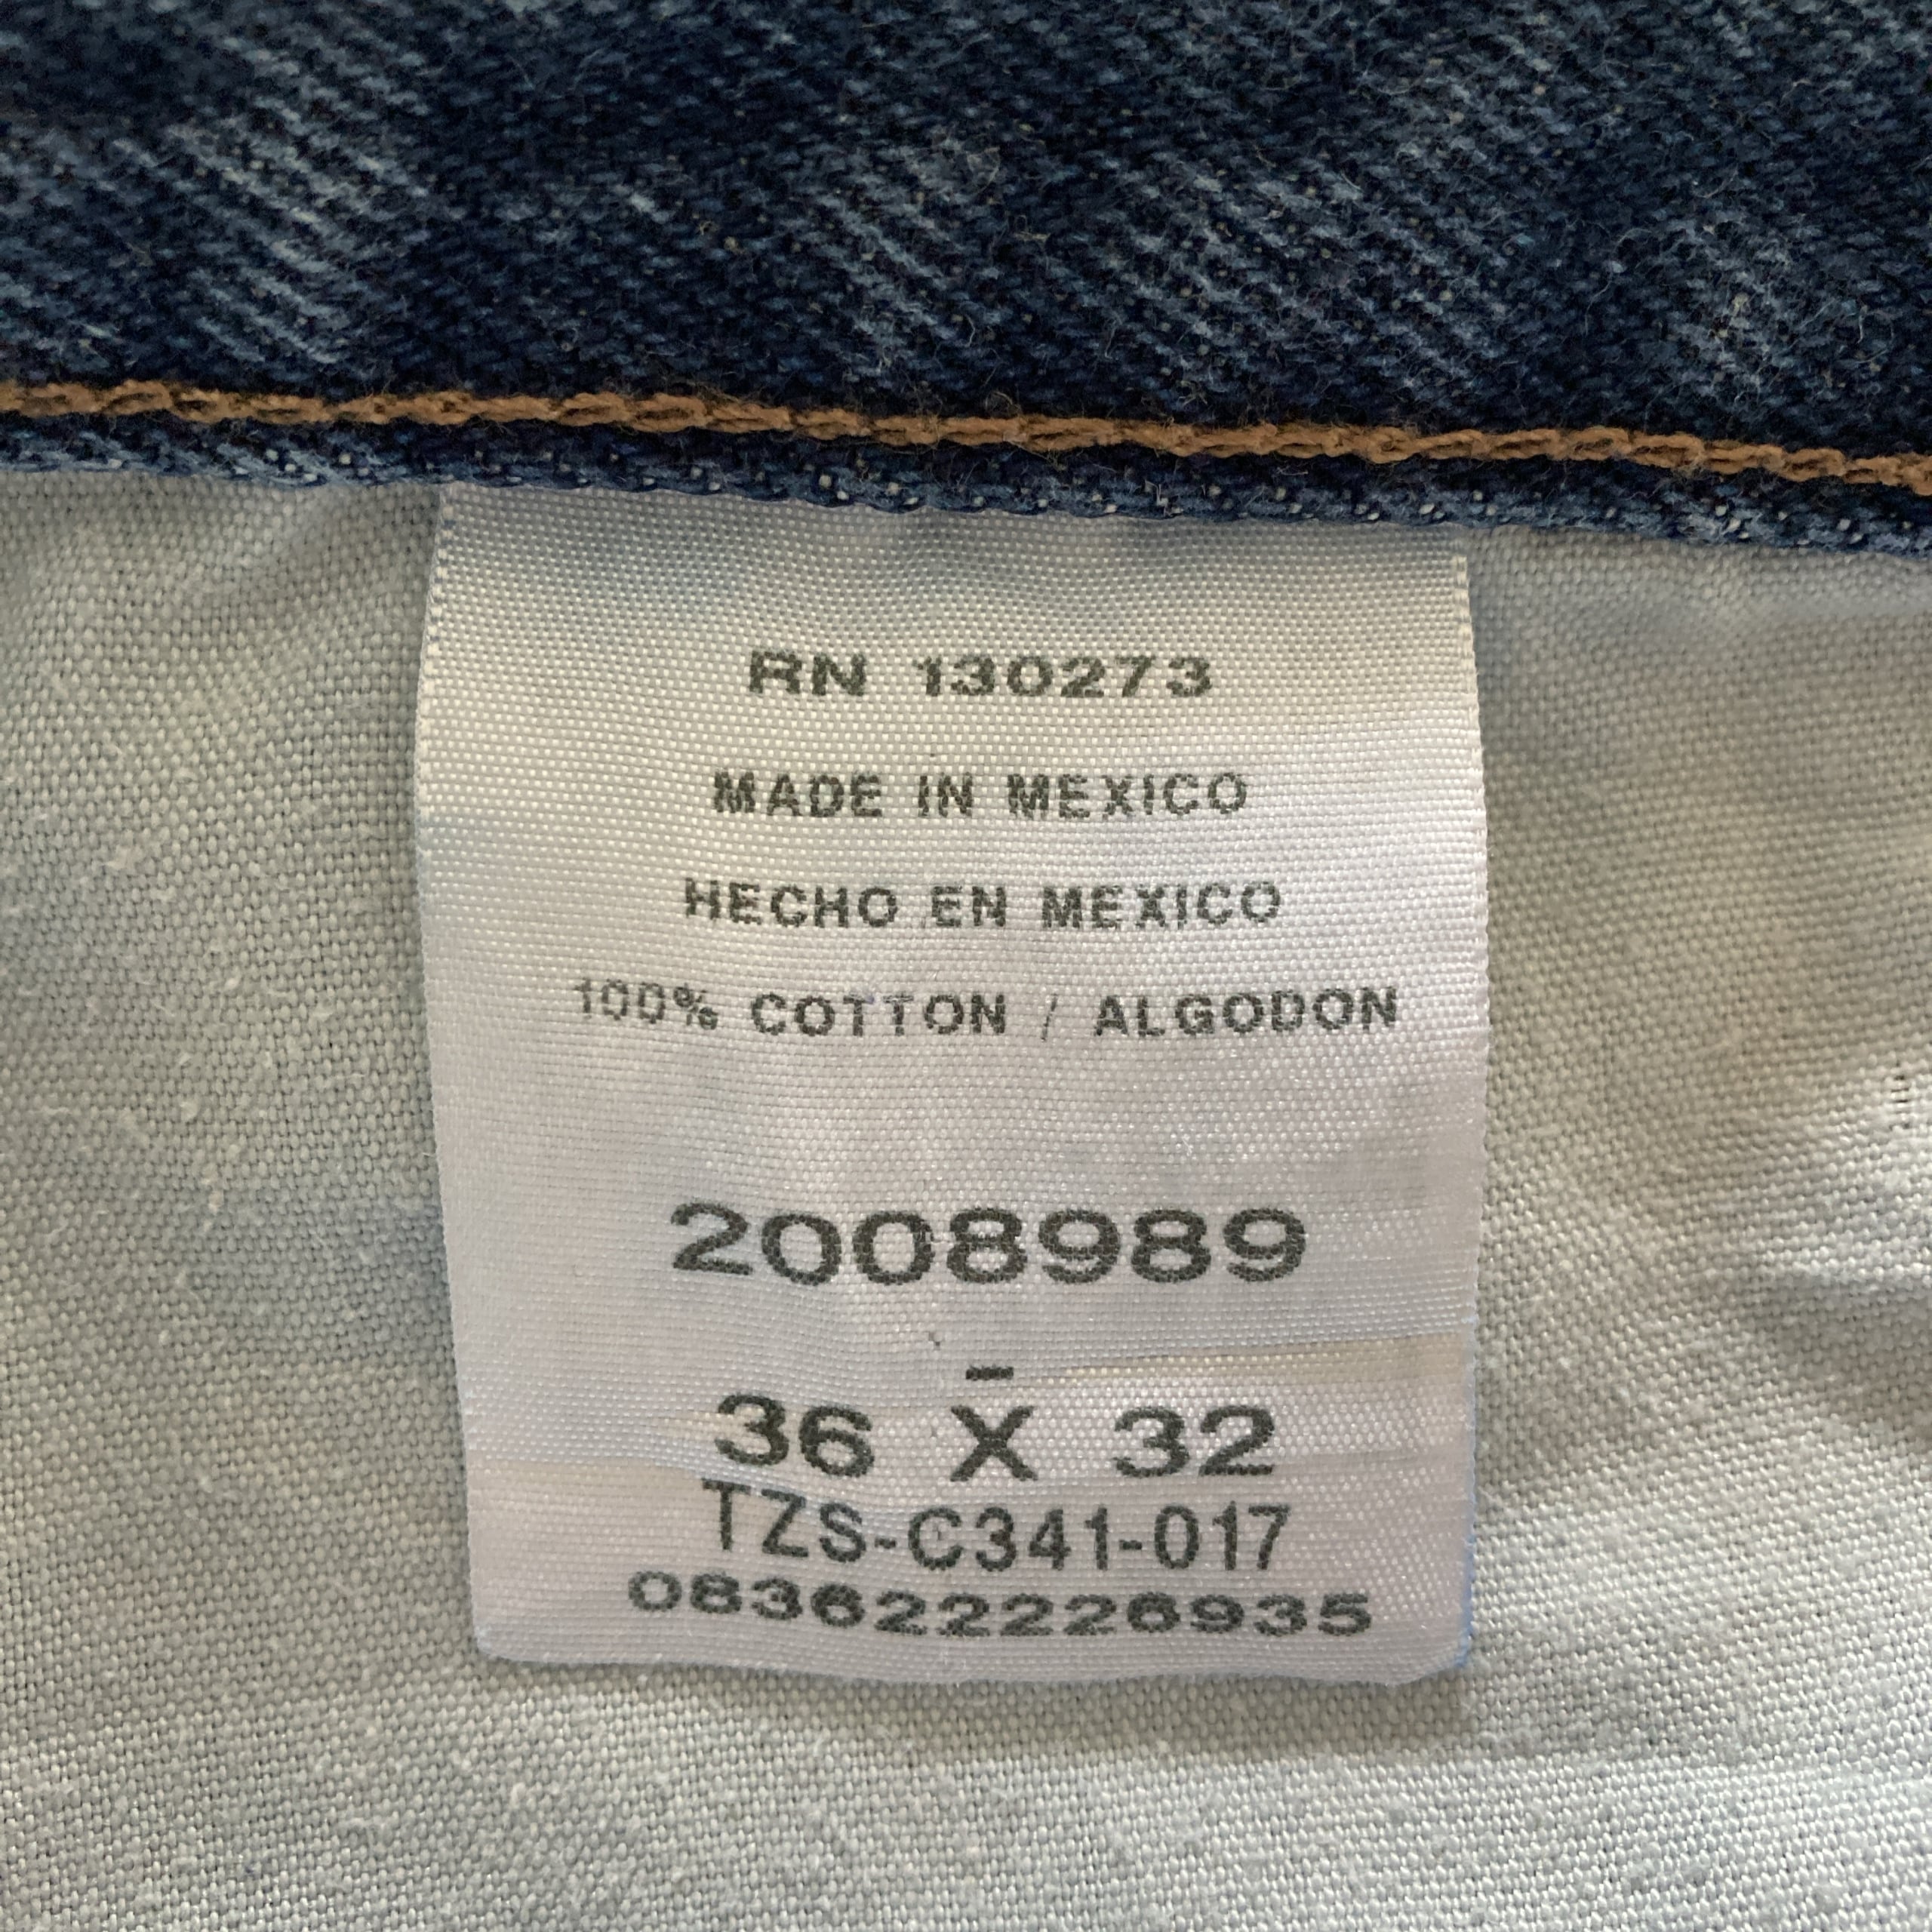 RN 130273
MADE IN MEXICO
HECHO EN MEXICO
100% COTTON / ALGODON
2008989
-
36 X 32
TZS-C341-017
083622226935